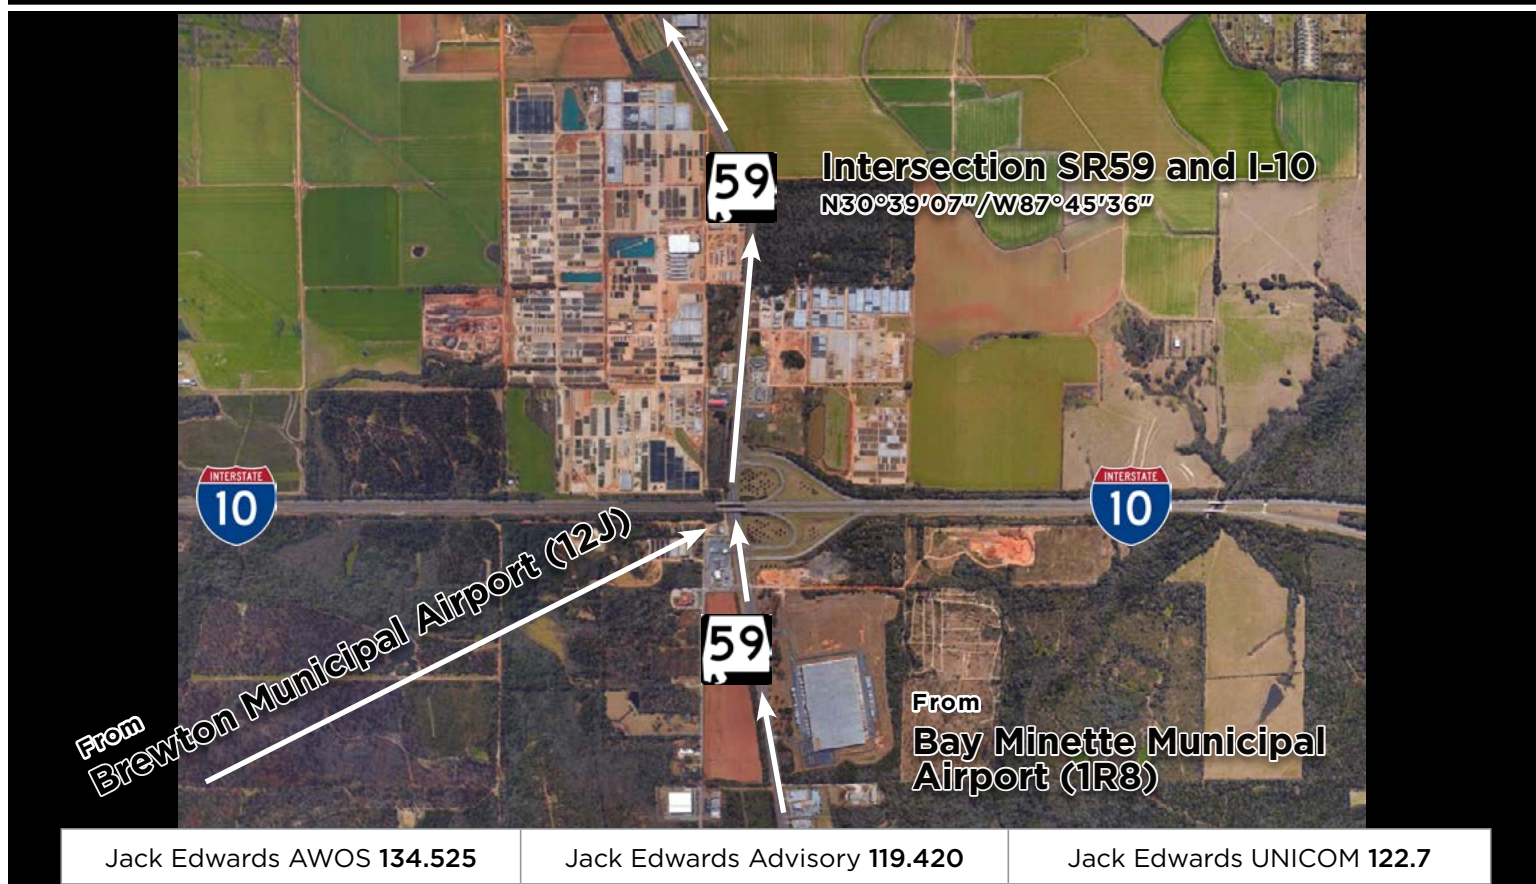 59
Intersection SR59 and I-10
N30°39'07"/W87°45'36"
INTERSTATE
10
INTERSTATE
10
From
Brewton Municipal Airport (12J)
59
From
Bay Minette Municipal
Airport (1R8)
Jack Edwards AWOS 134.525
Jack Edwards Advisory 119.420
Jack Edwards UNICOM 122.7